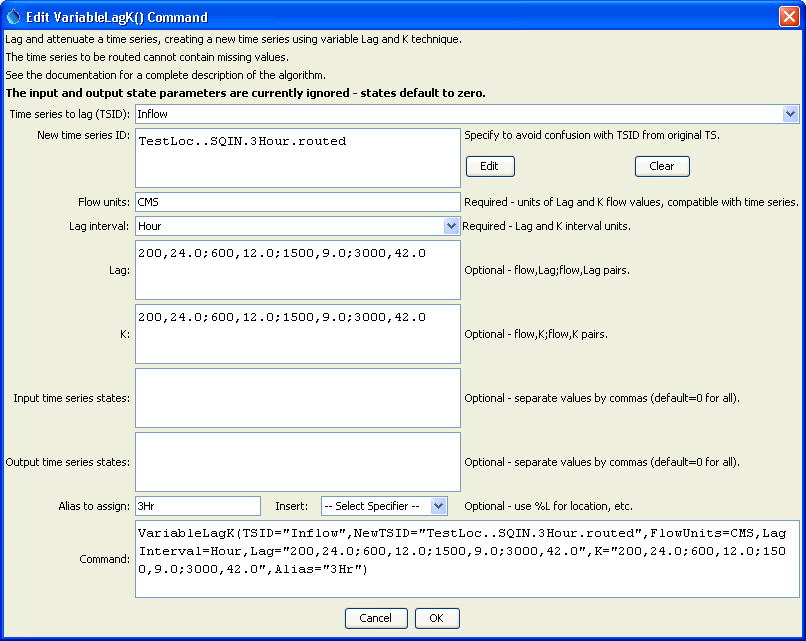 Edit VariableLagK() Command
Lag and attenuate a time series, creating a new time series using variable Lag and K technique.
The time series to be routed cannot contain missing values.
See the documentation for a complete description of the algorithm.
The input and output state parameters are currently ignored - states default to zero.
Time series to lag (TSID): Inflow
New time series ID: TestLoc..SQIN.3Hour.routed Specify to avoid confusion with TSID from original TS.
Edit Clear
Flow units: CMS Required - units of Lag and K flow values, compatible with time series.
Lag interval: Hour Required - Lag and K interval units.
200,24.0;600,12.0;1500,9.0;3000,42.0
Lag: Optional - flow,Lag;flow,Lag pairs.
200,24.0;600,12.0;1500,9.0;3000,42.0
K: Optional - flow,K;flow,K pairs.
Input time series states: Optional - separate values by commas (default=0 for all).
Output time series states: Optional - separate values by commas (default=0 for all).
Alias to assign: 3Hr Insert: -- Select Specifier -- Optional - use %L for location, etc.
VariableLagK(TSID="Inflow",NewTSID="TestLoc..SQIN.3Hour.routed",FlowUnits=CMS,Lag
Command: Interval=Hour,Lag="200,24.0;600,12.0;1500,9.0;3000,42.0",K="200,24.0;600,12.0;150
0,9.0;3000,42.0",Alias="3Hr")
Cancel OK